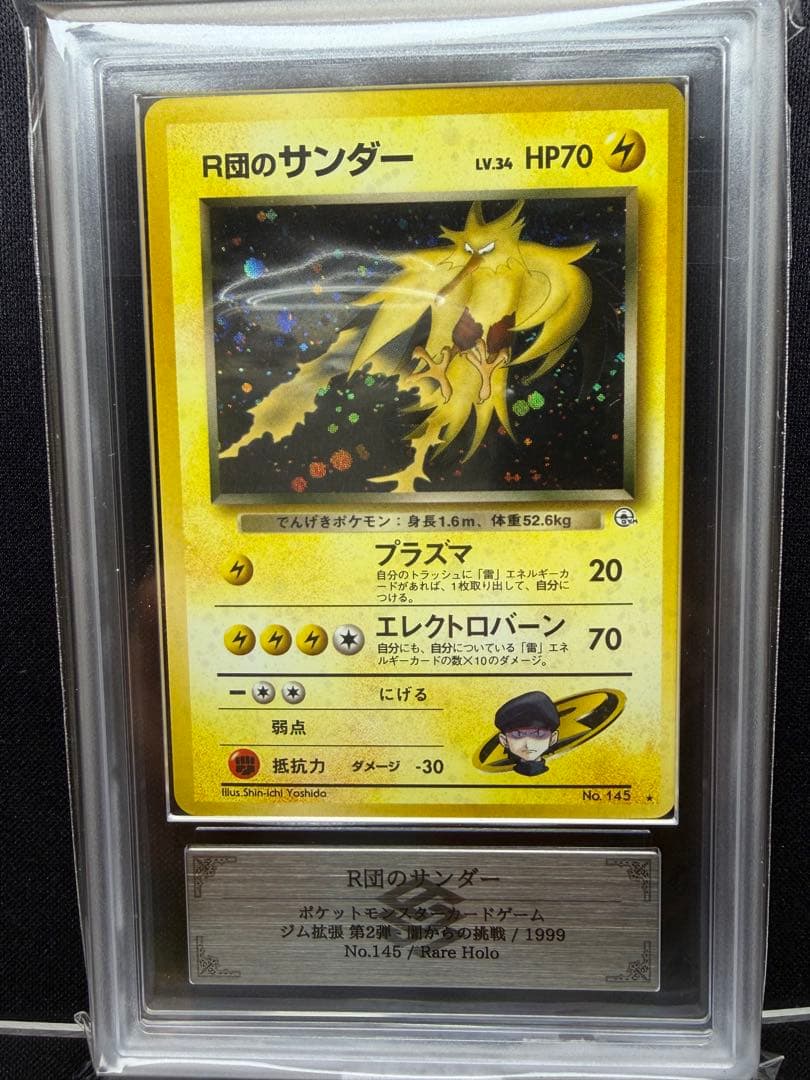 R団のサンダー LV.34 HP70
でんげきポケモン：身長1.6m、体重52.6kg
GYM
プラズマ 20
自分のトラッシュに「雷」エネルギーカ
ードがあれば、1枚取り出して、自分に
つける。
エレクトロバーン 70
自分にも、自分についている「雷」エネ
ルギーカードの数×10のダメージ。
にげる
弱点
抵抗力 ダメージ -30
Illus.Shin-ichi Yoshida
No. 145 ★
R団のサンダー
ポケットモンスターカードゲーム
ジム拡張 第2弾 - 闇からの挑戦 / 1999
No.145 / Rare Holo